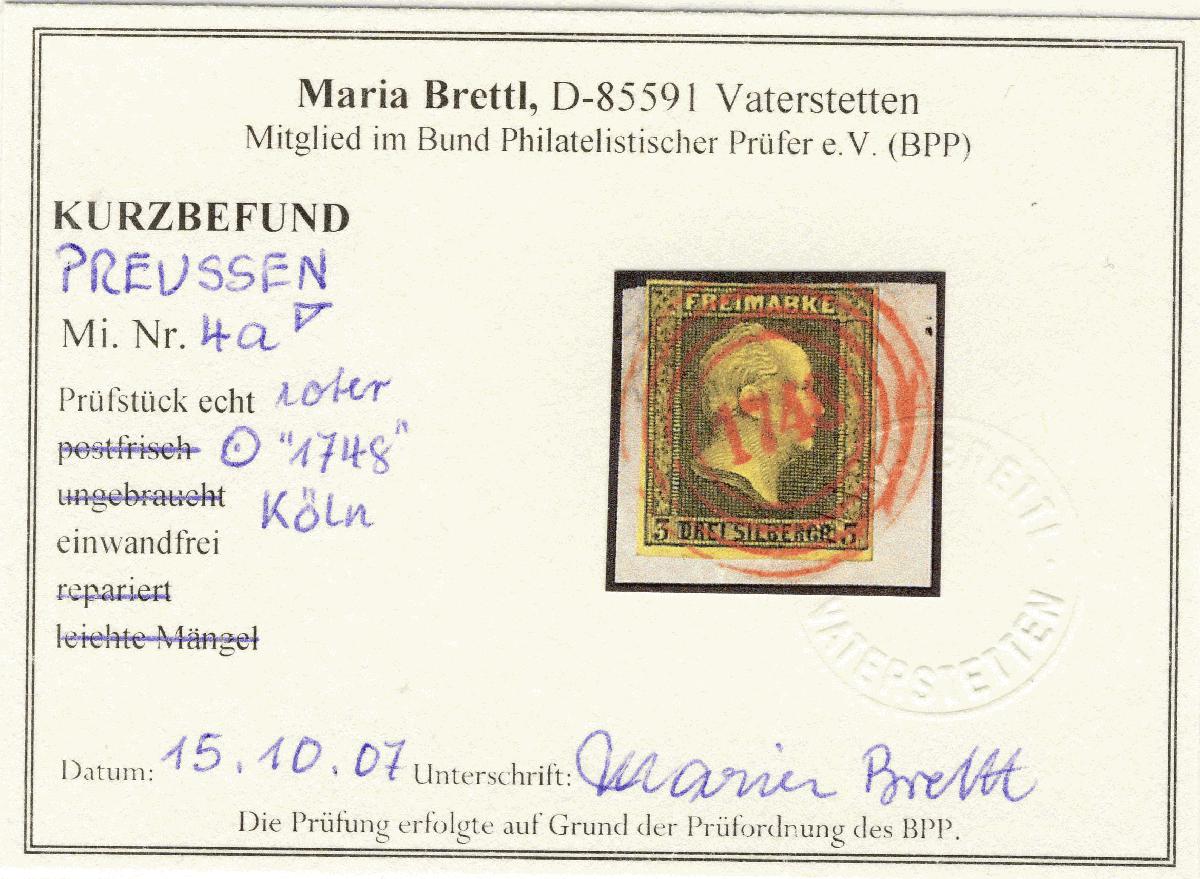 Maria Brettl, D-85591 Vaterstetten
Mitglied im Bund Philatelistischer Prüfer e.V. (BPP)
KURZBEFUND
PREUSSEN
Mi. Nr. 4a
Prüfstück echt roter
postfrisch ⊙ "1748"
ungebraucht Köln
einwandfrei
repariert
leichte Mängel
FREIMARKE
174
3 DREI SILBERGR. 3
VATERSTETTEN
Datum: 15.10.07 Unterschrift: Maria Brettl
Die Prüfung erfolgte auf Grund der Prüfordnung des BPP.